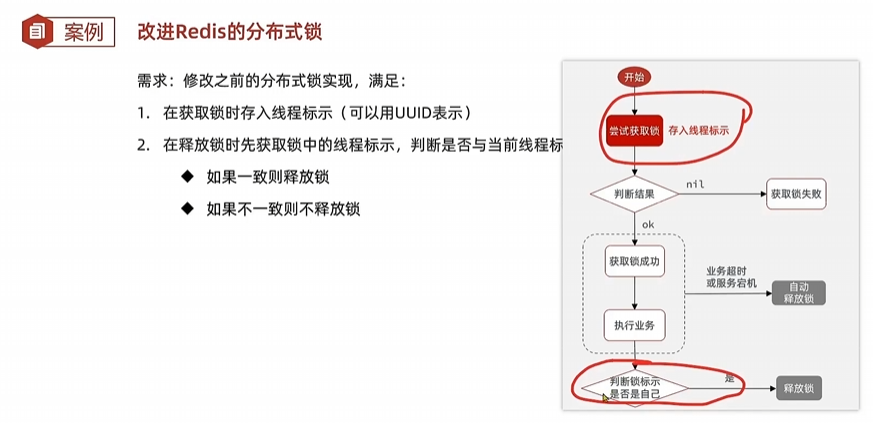 案例
改进Redis的分布式锁
需求：修改之前的分布式锁实现，满足：
1. 在获取锁时存入线程标示（可以用UUID表示）
2. 在释放锁时先获取锁中的线程标示，判断是否与当前线程标
◆ 如果一致则释放锁
◆ 如果不一致则不释放锁
开始
尝试获取锁 存入线程标示
判断结果
nil
获取锁失败
ok
获取锁成功
业务超时
或服务宕机
自动
释放锁
执行业务
判断锁标示
是否是自己
是
释放锁